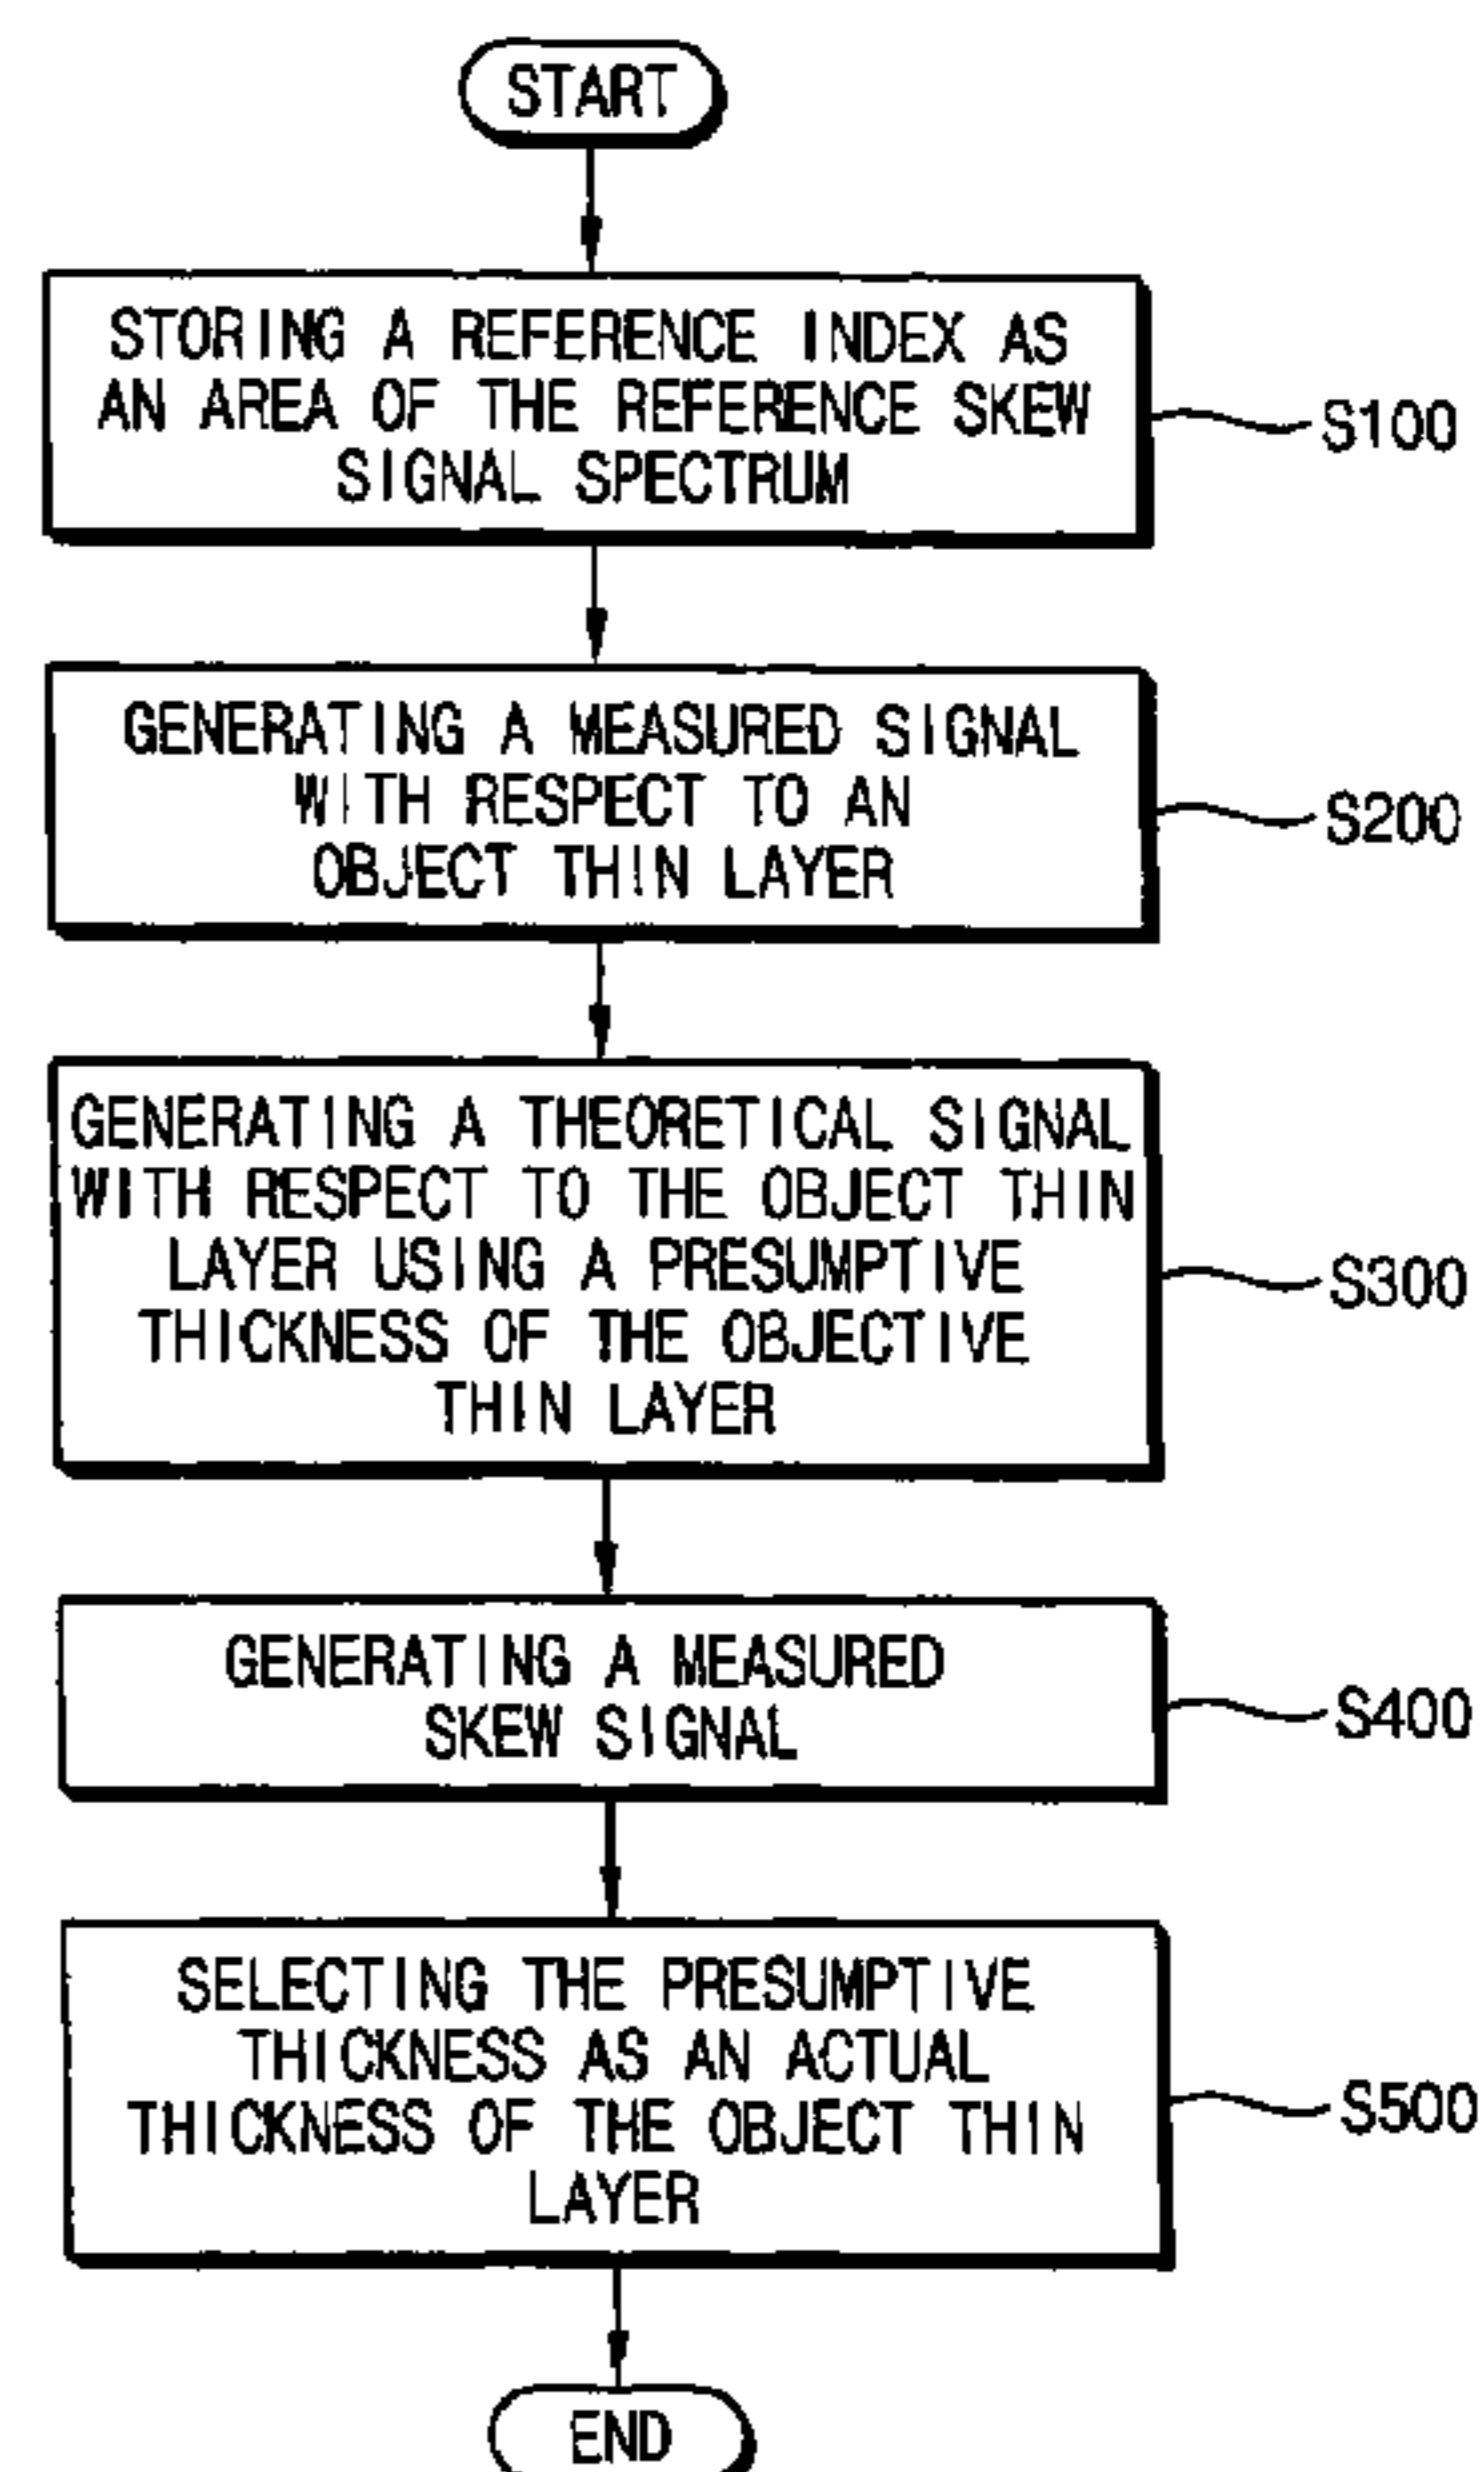 START
STORING A REFERENCE INDEX AS
AN AREA OF THE REFERENCE SKEW
SIGNAL SPECTRUM
S100
GENERATING A MEASURED SIGNAL
WITH RESPECT TO AN
OBJECT THIN LAYER
S200
GENERATING A THEORETICAL SIGNAL
WITH RESPECT TO THE OBJECT THIN
LAYER USING A PRESUMPTIVE
THICKNESS OF THE OBJECTIVE
THIN LAYER
S300
GENERATING A MEASURED
SKEW SIGNAL
S400
SELECTING THE PRESUMPTIVE
THICKNESS AS AN ACTUAL
THICKNESS OF THE OBJECT THIN
LAYER
S500
END